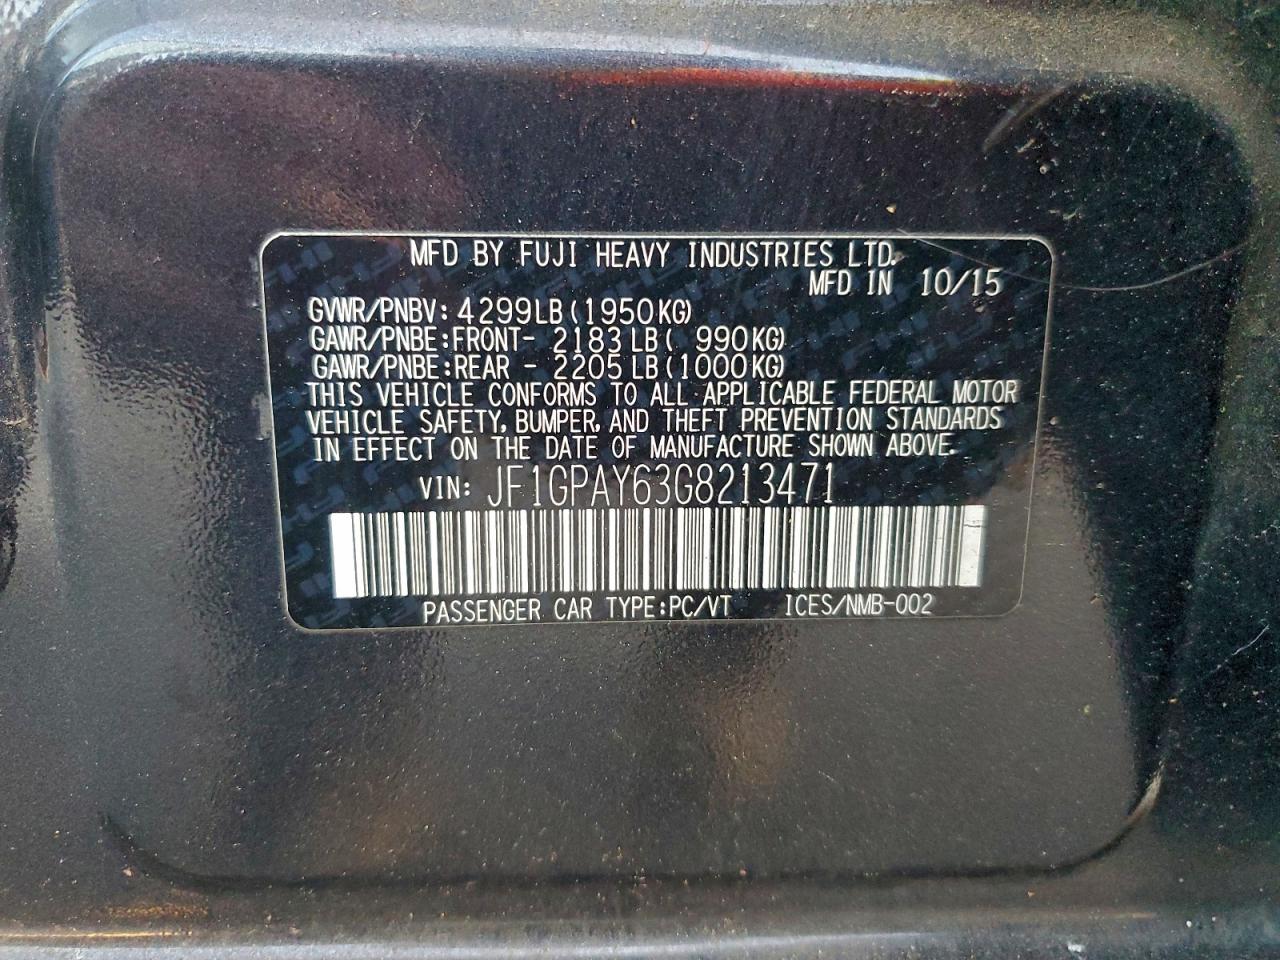 MFD BY FUJI HEAVY INDUSTRIES LTD.
MFD IN 10/15
GVWR/PNBV: 4299LB(1950KG)
GAWR/PNBE:FRONT- 2183LB( 990KG)
GAWR/PNBE:REAR - 2205LB(1000KG)
THIS VEHICLE CONFORMS TO ALL APPLICABLE FEDERAL MOTOR
VEHICLE SAFETY, BUMPER, AND THEFT PREVENTION STANDARDS
IN EFFECT ON THE DATE OF MANUFACTURE SHOWN ABOVE.
VIN: JF1GPAY63G8213471
PASSENGER CAR TYPE:PC/VT ICES/NMB-002